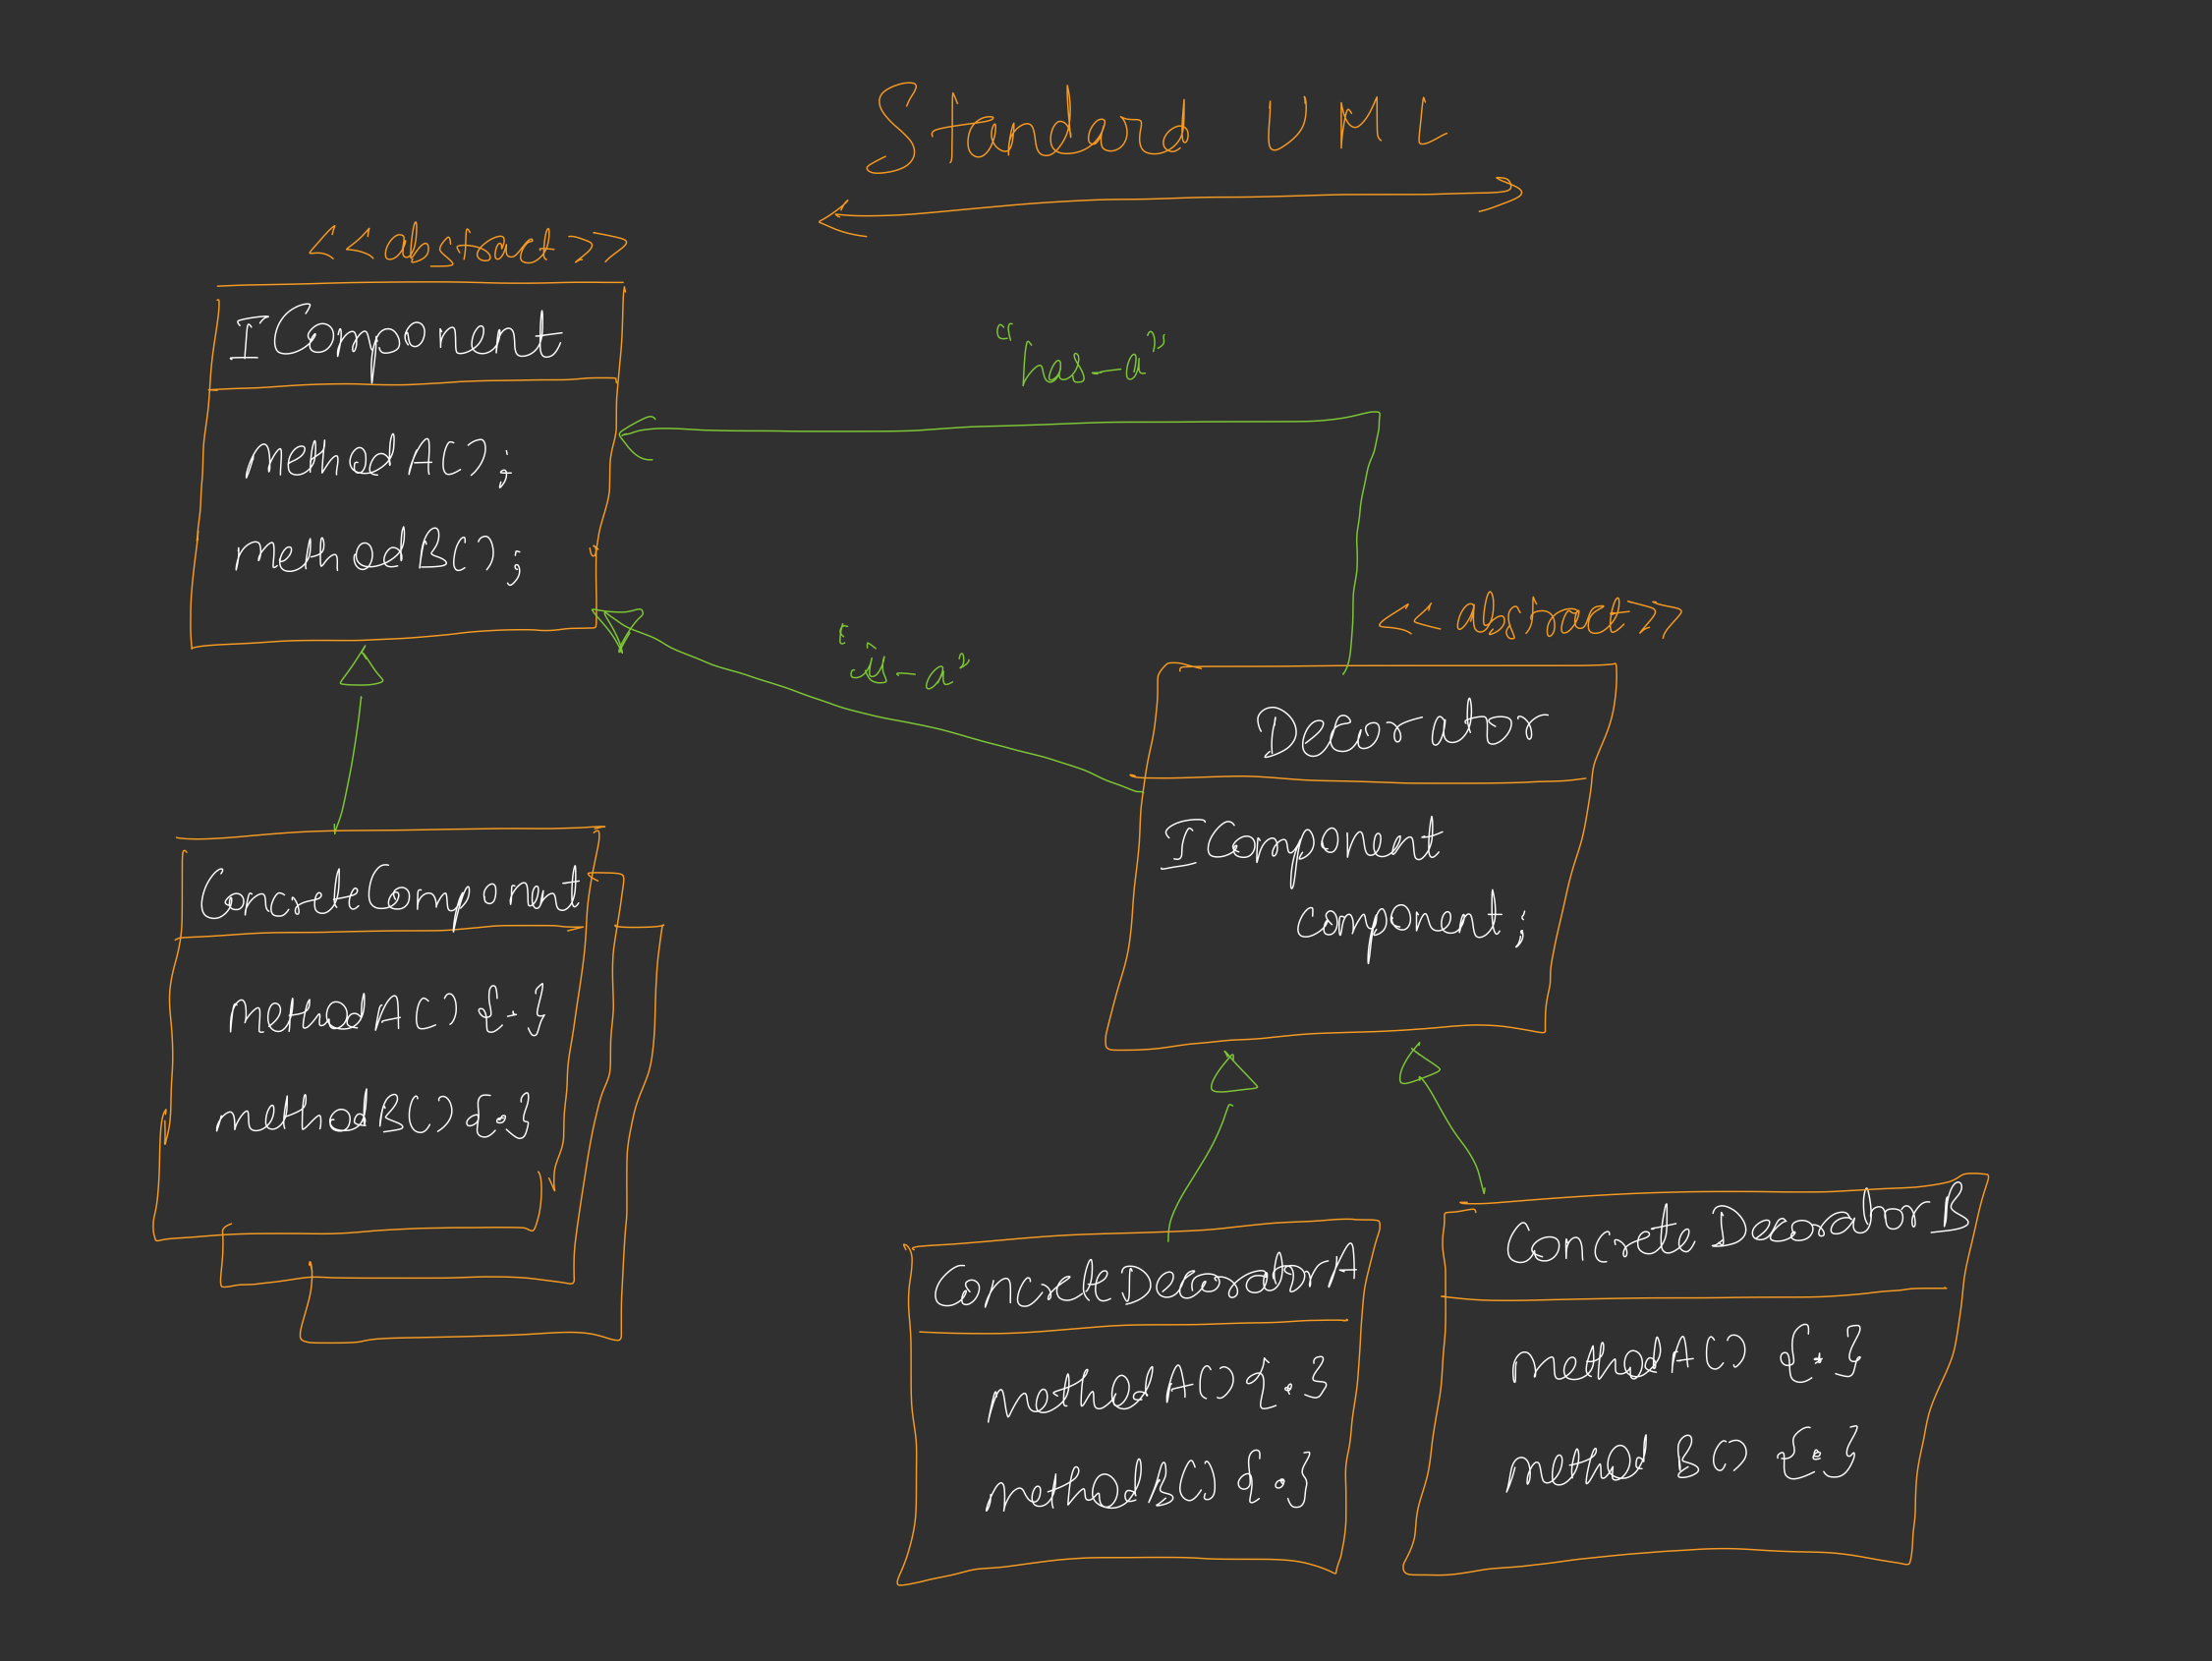 Standard UML
<<abstract>>
IComponent
methodA();
methodB();
"has-a"
"is-a"
<<abstract>>
Decorator
IComponent
component;
ConcreteComponent
methodA() {.}
methodB() {.}
ConcreteDecoratorA
methodA() {.}
methodB() {.}
ConcreteDecoratorB
methodA() {.}
methodB() {.}